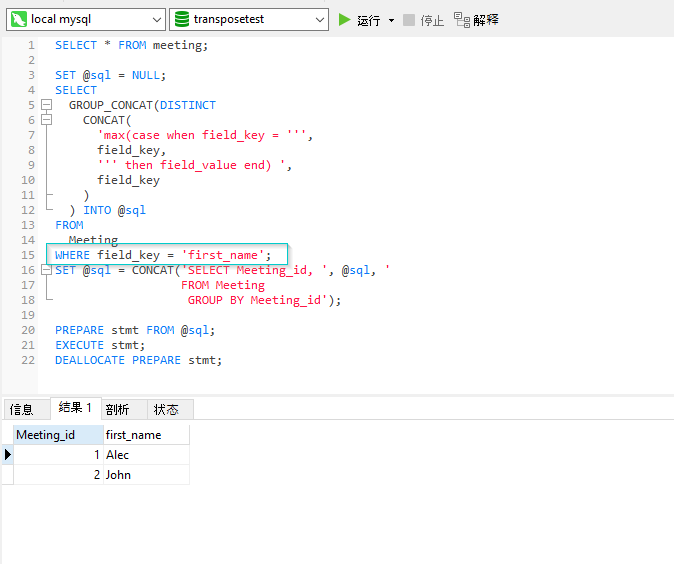 local mysql transposetest 运行 停止 解释
1 SELECT * FROM meeting;
2
3 SET @sql = NULL;
4 SELECT
5 GROUP_CONCAT(DISTINCT
6 CONCAT(
7 'max(case when field_key = ''',
8 field_key,
9 ''' then field_value end) ',
10 field_key
11 )
12 ) INTO @sql
13 FROM
14 Meeting
15 WHERE field_key = 'first_name';
16 SET @sql = CONCAT('SELECT Meeting_id, ', @sql, '
17 FROM Meeting
18 GROUP BY Meeting_id');
19
20 PREPARE stmt FROM @sql;
21 EXECUTE stmt;
22 DEALLOCATE PREPARE stmt;
信息 结果 1 剖析 状态
Meeting_id first_name
1 Alec
2 John